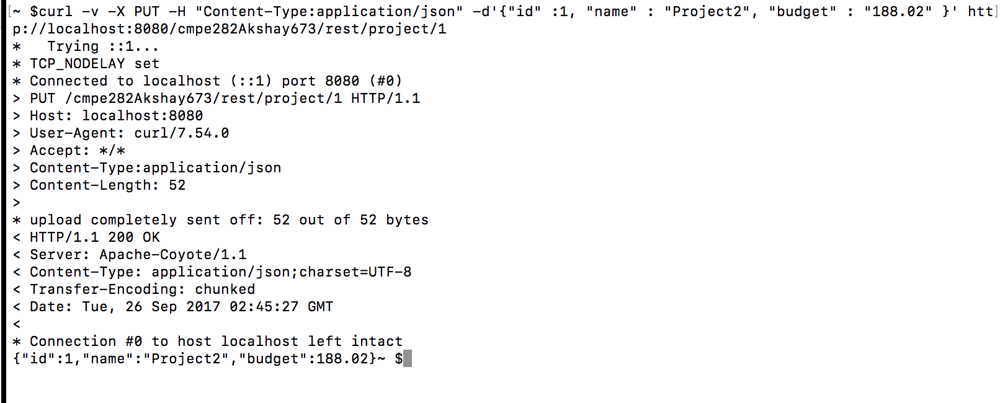 [~ $curl -v -X PUT -H "Content-Type:application/json" -d'{"id" :1, "name" : "Project2", "budget" : "188.02" }' htt]
p://localhost:8080/cmpe282Akshay673/rest/project/1
*   Trying ::1...
* TCP_NODELAY set
* Connected to localhost (::1) port 8080 (#0)
> PUT /cmpe282Akshay673/rest/project/1 HTTP/1.1
> Host: localhost:8080
> User-Agent: curl/7.54.0
> Accept: */*
> Content-Type:application/json
> Content-Length: 52
>
* upload completely sent off: 52 out of 52 bytes
< HTTP/1.1 200 OK
< Server: Apache-Coyote/1.1
< Content-Type: application/json;charset=UTF-8
< Transfer-Encoding: chunked
< Date: Tue, 26 Sep 2017 02:45:27 GMT
<
* Connection #0 to host localhost left intact
{"id":1,"name":"Project2","budget":188.02}~ $